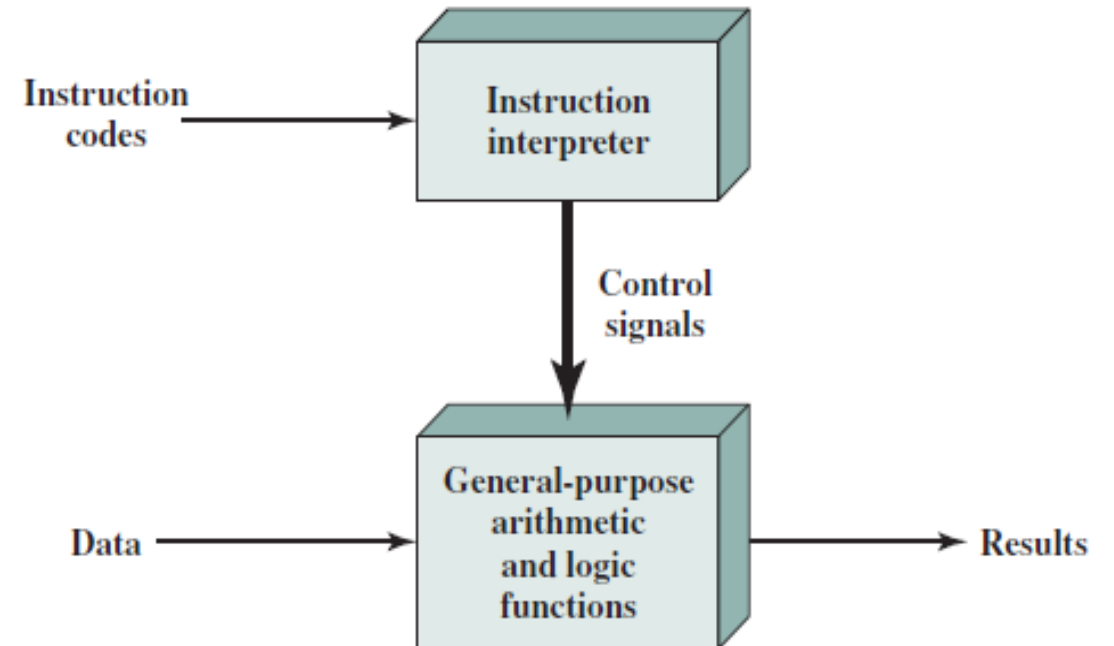 Instruction
codes
Instruction
interpreter
Control
signals
General-purpose
arithmetic
and logic
functions
Data
Results